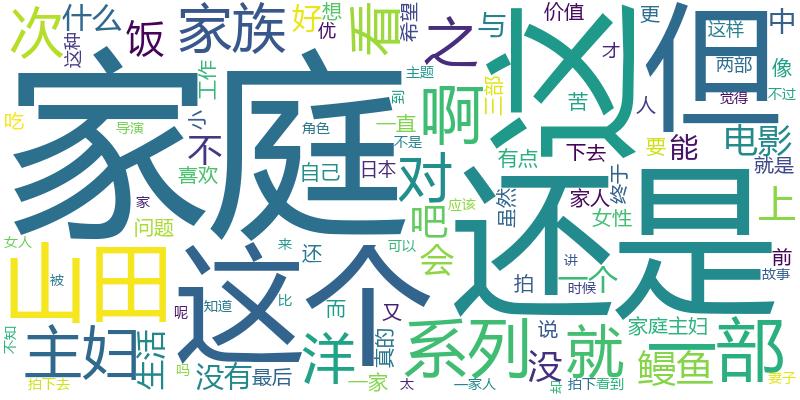 次 什么 饭 家族 好 想 优 看 希望 之 与 价值 更 中
这种 工作 主题 三部 才 人 这样 两部 像
家庭 浏 但
吃 导演 小 不 角色 到 一直 啊 苦 觉得 不过
喜欢 自己 日本 不是 对 有点 下去 要 能 电影 就是
问题 吧 应该 虽然 还是 家人 女性 终于 上
女人 家 来 还 可以 会 讲 前
山田 被 这个 拍 一个 时候 故事
呢 知道 比 而 又 说 家庭主妇
不知 主妇 生活 吗 洋 真的 系列 没 就 一部
没有 最后 鳗鱼
拍下去 一家 太 一家人 却 拍下 看到 妻子